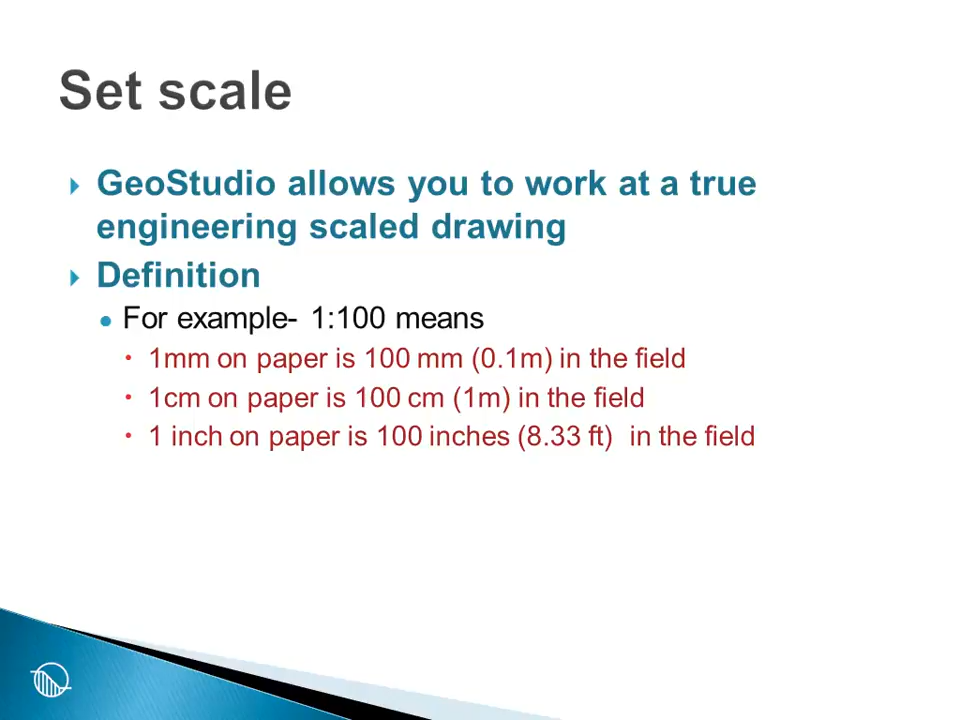 Set scale
GeoStudio allows you to work at a true
engineering scaled drawing
Definition
For example- 1:100 means
1mm on paper is 100 mm (0.1m) in the field
1cm on paper is 100 cm (1m) in the field
1 inch on paper is 100 inches (8.33 ft)  in the field